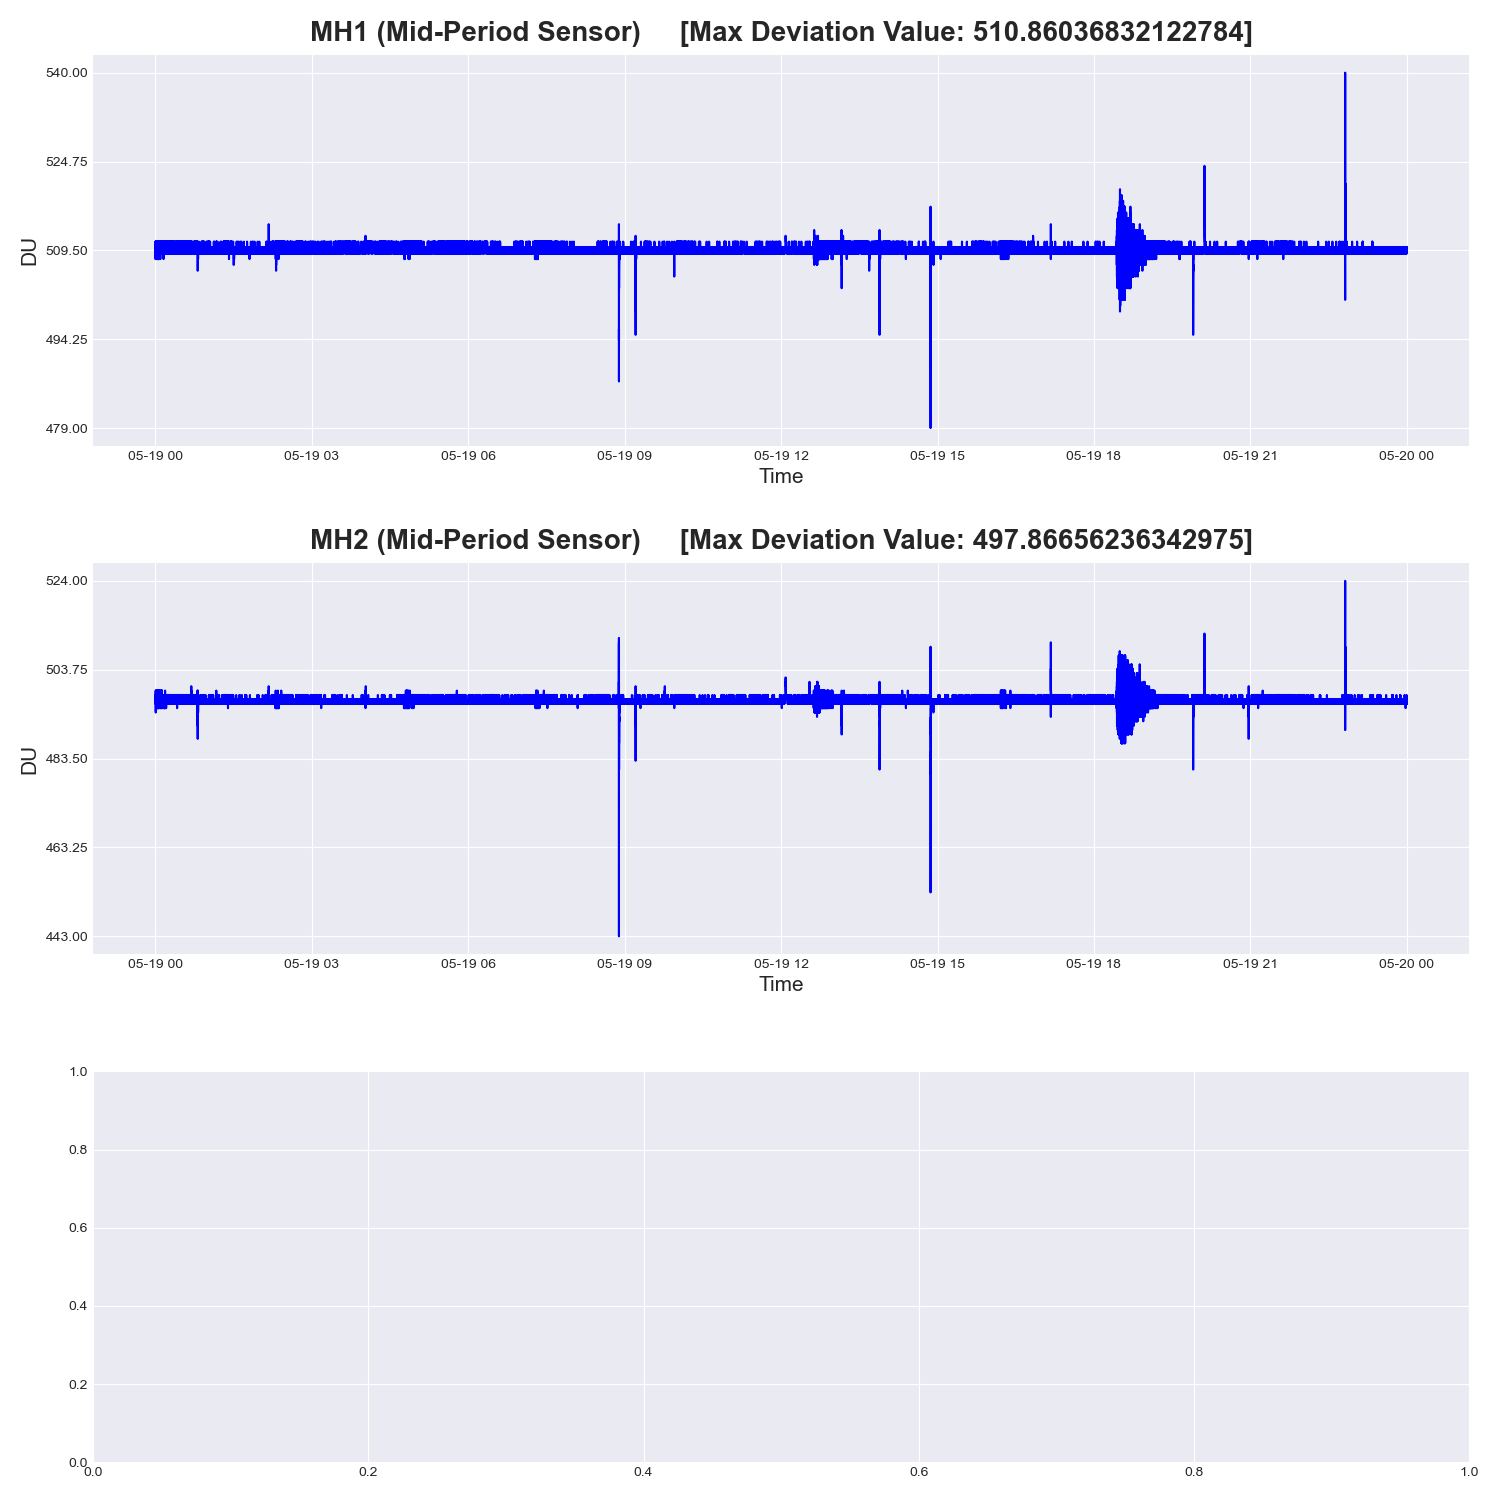 MH1 (Mid-Period Sensor) [Max Deviation Value: 510.86036832122784]
540.00
524.75
509.50
494.25
479.00
DU
05-19 00 05-19 03 05-19 06 05-19 09 05-19 12 05-19 15 05-19 18 05-19 21 05-20 00
Time
MH2 (Mid-Period Sensor) [Max Deviation Value: 497.86656236342975]
524.00
503.75
483.50
463.25
443.00
DU
05-19 00 05-19 03 05-19 06 05-19 09 05-19 12 05-19 15 05-19 18 05-19 21 05-20 00
Time
1.0
0.8
0.6
0.4
0.2
0.0
0.0 0.2 0.4 0.6 0.8 1.0